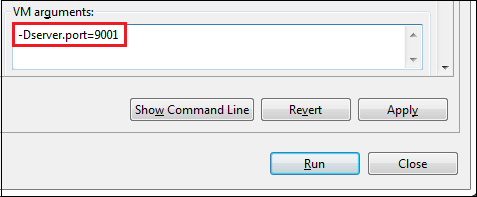 VM arguments:
-Dserver.port=9001
Show Command Line Revert Apply
Run Close